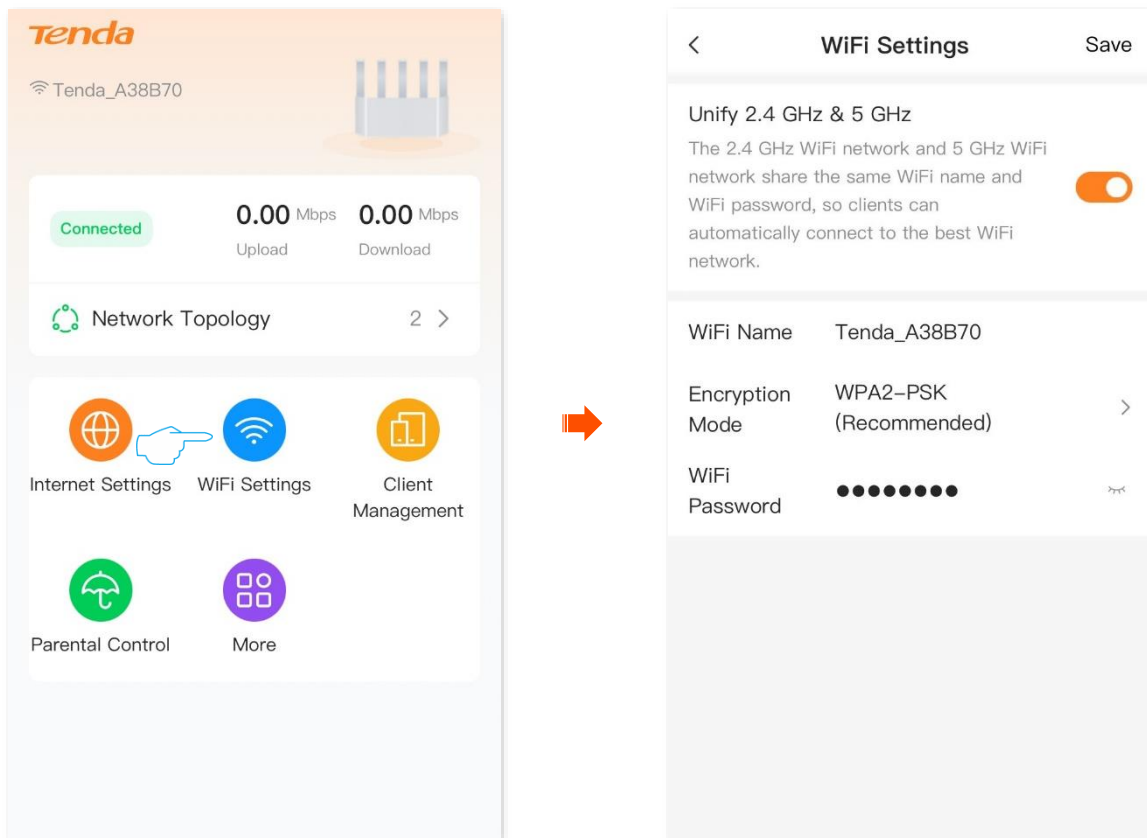 Tenda
Tenda_A38B70
Connected
0.00 Mbps
Upload
0.00 Mbps
Download
Network Topology 2
Internet Settings
WiFi Settings
Client
Management
Parental Control
More
WiFi Settings Save
Unify 2.4 GHz & 5 GHz
The 2.4 GHz WiFi network and 5 GHz WiFi
network share the same WiFi name and
WiFi password, so clients can
automatically connect to the best WiFi
network.
WiFi Name Tenda_A38B70
Encryption
Mode
WPA2-PSK
(Recommended)
WiFi
Password
●●●●●●●●